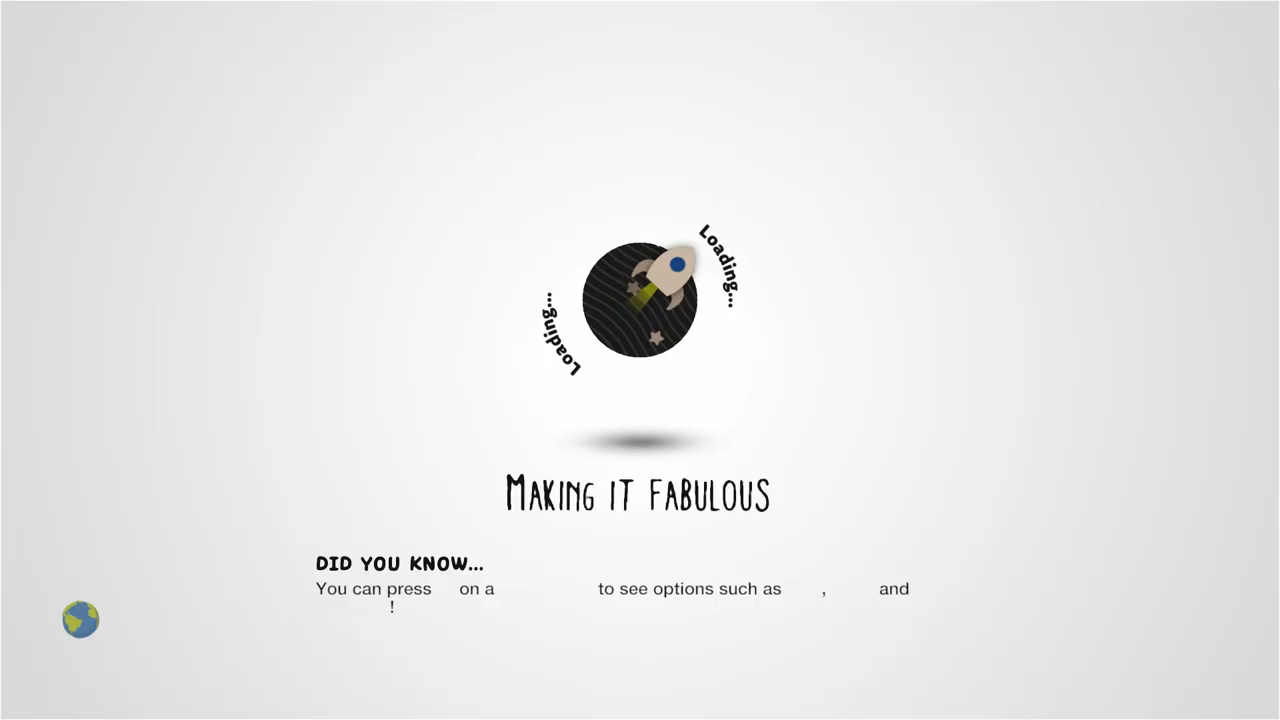 Loading...
Loading...
Making it fabulous
DID YOU KNOW...
You can press on a to see options such as , and
!